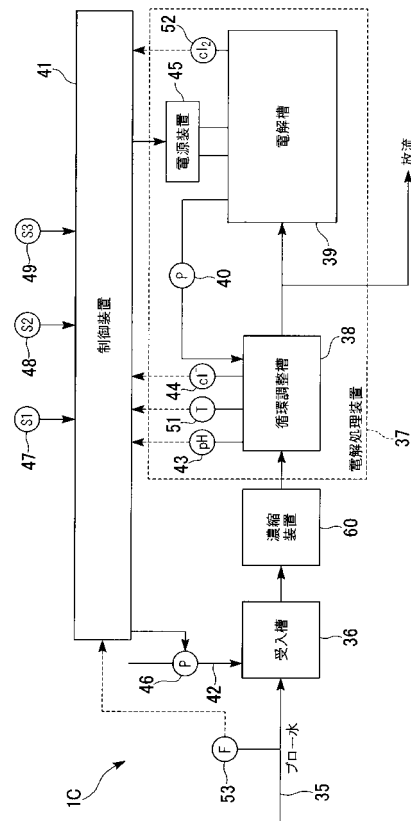 1C
47
S1
48
S2
49
S3
41
制御装置
52
cl₂
45
電源装置
電解槽
39
P
40
放流
43
pH
51
T
44
cl⁻
循環調整槽
38
電解処理装置
37
濃縮
装置
60
46
P
42
受入槽
36
F
53
ブロー水
35